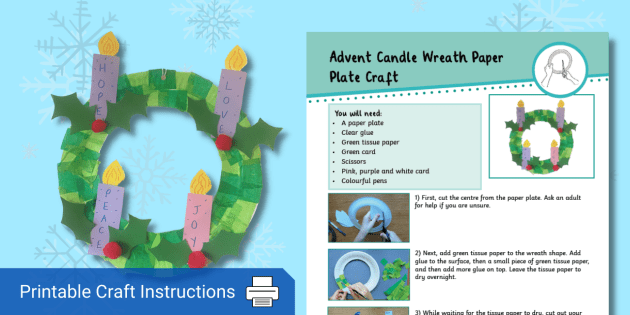 HOPE
LOVE
PEACE
JOY
Printable Craft Instructions
Advent Candle Wreath Paper
Plate Craft
You will need:
• A paper plate
• Clear glue
• Green tissue paper
• Green card
• Scissors
• Pink, purple and white card
• Colourful pens
1) First, cut the centre from the paper plate. Ask an adult
for help if you are unsure.
2) Next, add green tissue paper to the wreath shape. Add
glue to the surface, then a small piece of green tissue paper,
and then add more glue on top. Leave the tissue paper to
dry overnight.
3) While waiting for the tissue paper to dry, cut out your